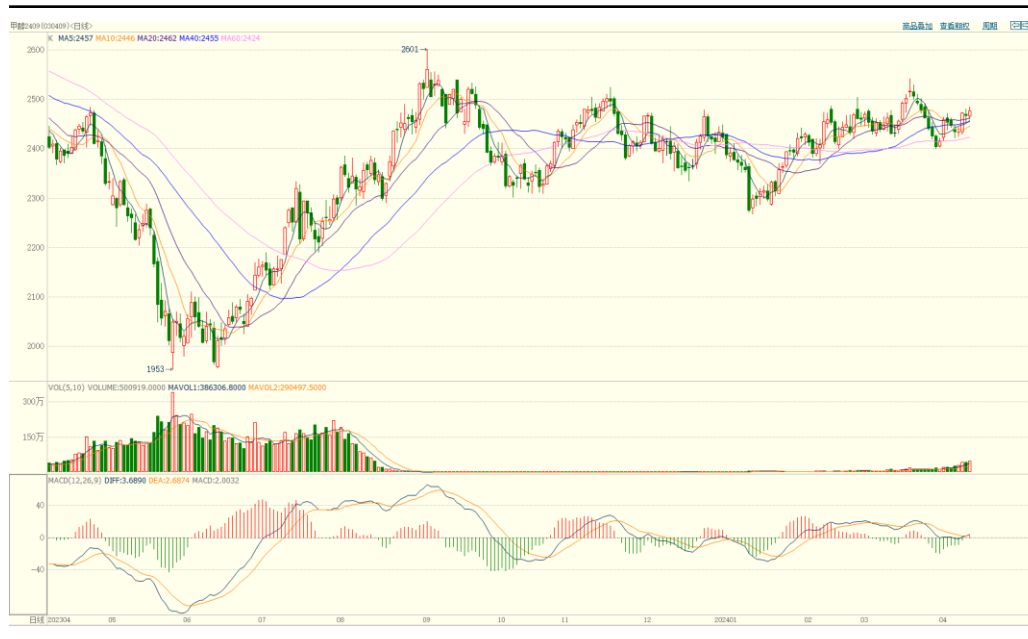 甲醇2409(030409)<日线>
商品叠加 查看期权 周期
K MA5:2457 MA10:2446 MA20:2462 MA40:2455 MA60:2424
2600
2601
2500
2400
2300
2200
2100
2000
1953
VOL(5,10) VOLUME:500919.0000 MAVOL1:386306.8000 MAVOL2:290497.5000
300万
150万
MACD(12,26,9) DIFF:3.6890 DEA:2.6874 MACD:2.0032
40
0
-40
日线 202304 05 06 07 08 09 10 11 12 202401 02 03 04